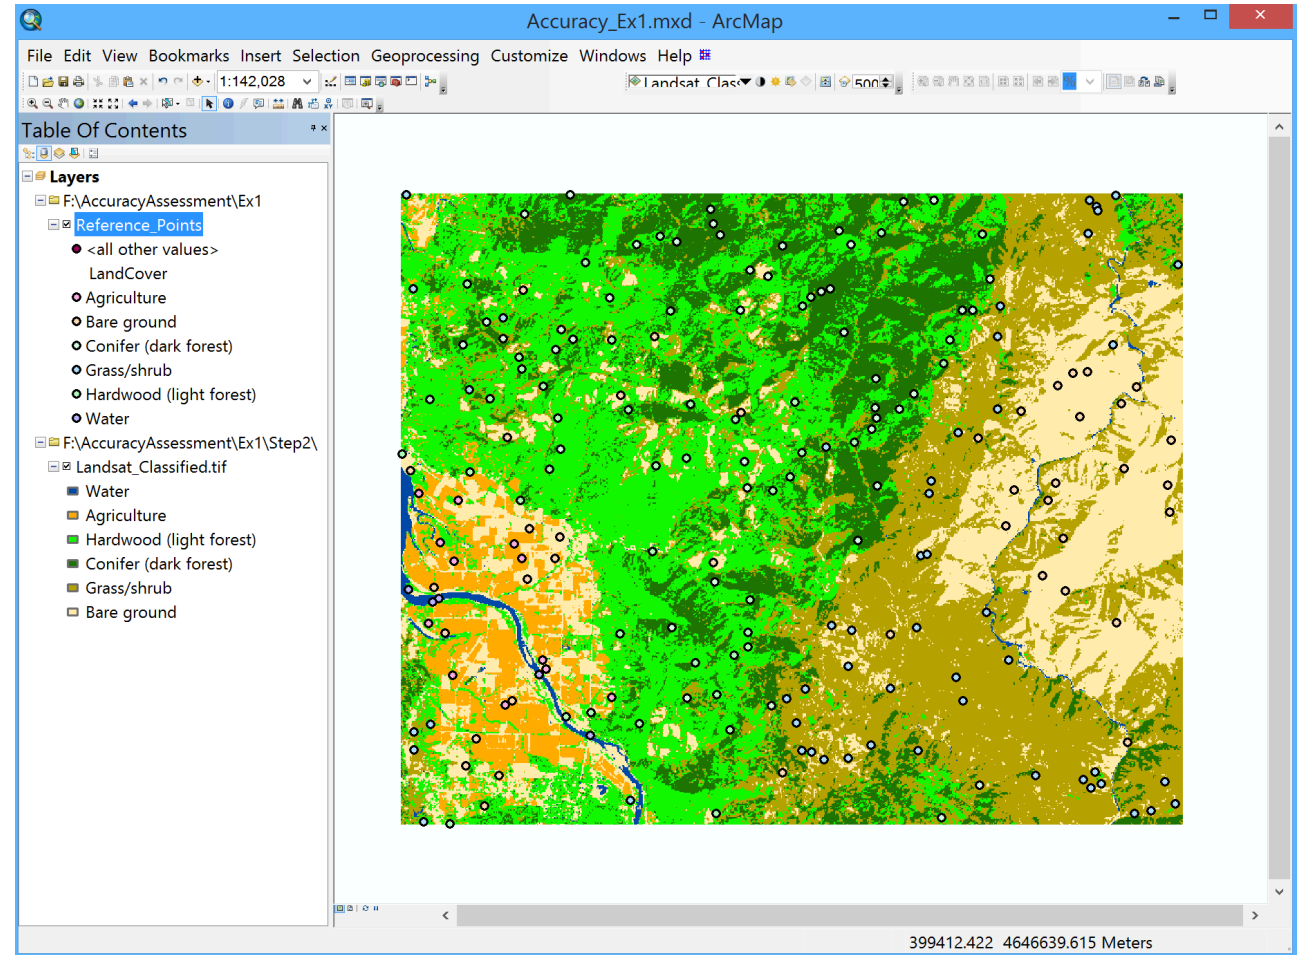 Accuracy_Ex1.mxd - ArcMap
File Edit View Bookmarks Insert Selection Geoprocessing Customize Windows Help
1:142,028
Landsat_Clas
500
Table Of Contents
Layers
F:\AccuracyAssessment\Ex1
Reference_Points
<all other values>
LandCover
Agriculture
Bare ground
Conifer (dark forest)
Grass/shrub
Hardwood (light forest)
Water
F:\AccuracyAssessment\Ex1\Step2\
Landsat_Classified.tif
Water
Agriculture
Hardwood (light forest)
Conifer (dark forest)
Grass/shrub
Bare ground
399412.422 4646639.615 Meters